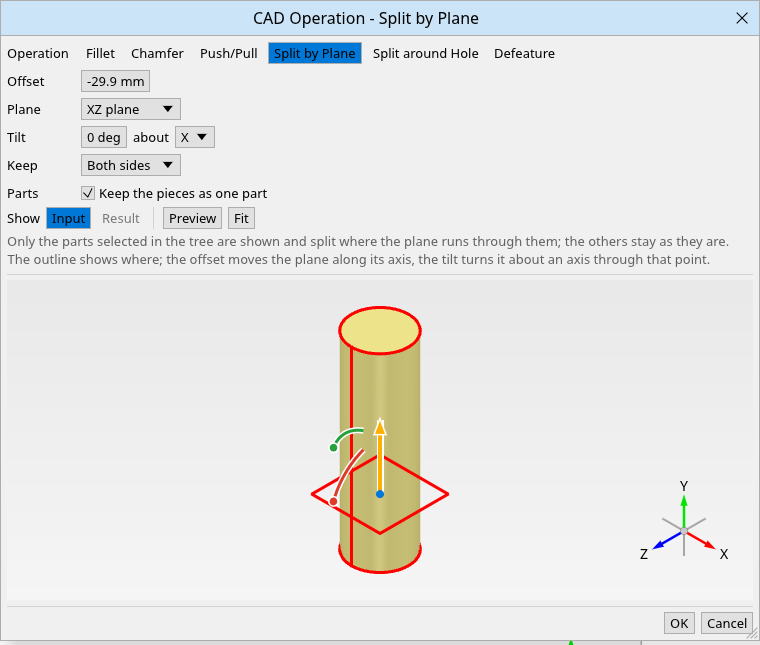 CAD Operation - Split by Plane
Operation Fillet Chamfer Push/Pull Split by Plane Split around Hole Defeature
Offset -29.9 mm
Plane XZ plane
Tilt 0 deg about X
Keep Both sides
Parts Keep the pieces as one part
Show Input Result Preview Fit
Only the parts selected in the tree are shown and split where the plane runs through them; the others stay as they are.
The outline shows where; the offset moves the plane along its axis, the tilt turns it about an axis through that point.
Y
Z X
OK Cancel